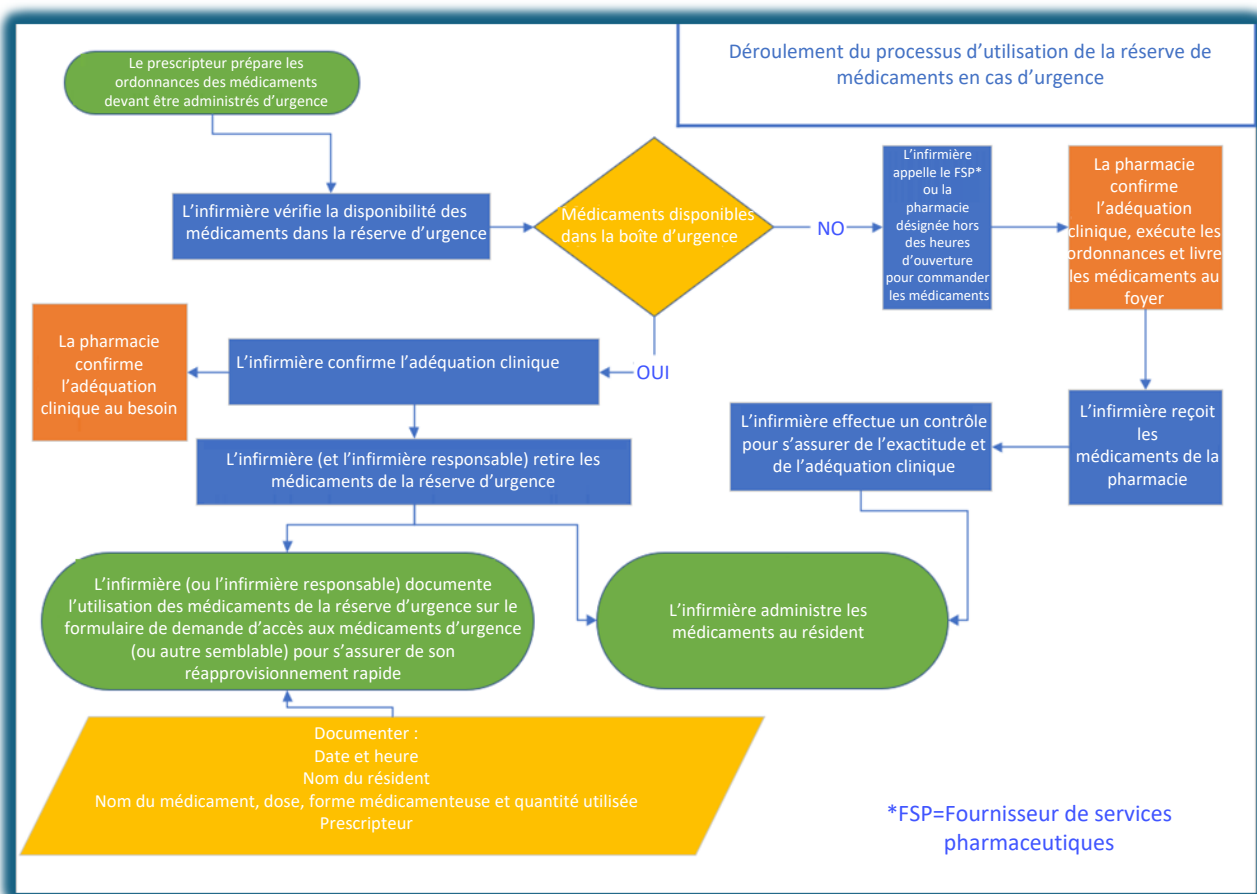 Déroulement du processus d'utilisation de la réserve de
médicaments en cas d'urgence
Le prescripteur prépare les
ordonnances des médicaments
devant être administrés d'urgence
L'infirmière vérifie la disponibilité des
médicaments dans la réserve d'urgence
Médicaments disponibles
dans la boîte d'urgence
NO
L'infirmière
appelle le FSP*
ou la
pharmacie
désignée hors
des heures
d'ouverture
pour commander
les médicaments
La pharmacie
confirme
l'adéquation
clinique, exécute les
ordonnances et livre
les médicaments au
foyer
OUI
L'infirmière confirme l'adéquation clinique
La pharmacie
confirme
l'adéquation
clinique au besoin
L'infirmière reçoit
les
médicaments de la
pharmacie
L'infirmière effectue un contrôle
pour s'assurer de l'exactitude et
de l'adéquation clinique
L'infirmière (et l'infirmière responsable) retire les
médicaments de la réserve d'urgence
L'infirmière (ou l'infirmière responsable) documente
l'utilisation des médicaments de la réserve d'urgence sur le
formulaire de demande d'accès aux médicaments d'urgence
(ou autre semblable) pour s'assurer de son
réapprovisionnement rapide
L'infirmière administre les
médicaments au résident
Documenter :
Date et heure
Nom du résident
Nom du médicament, dose, forme médicamenteuse et quantité utilisée
Prescripteur
*FSP=Fournisseur de services
pharmaceutiques